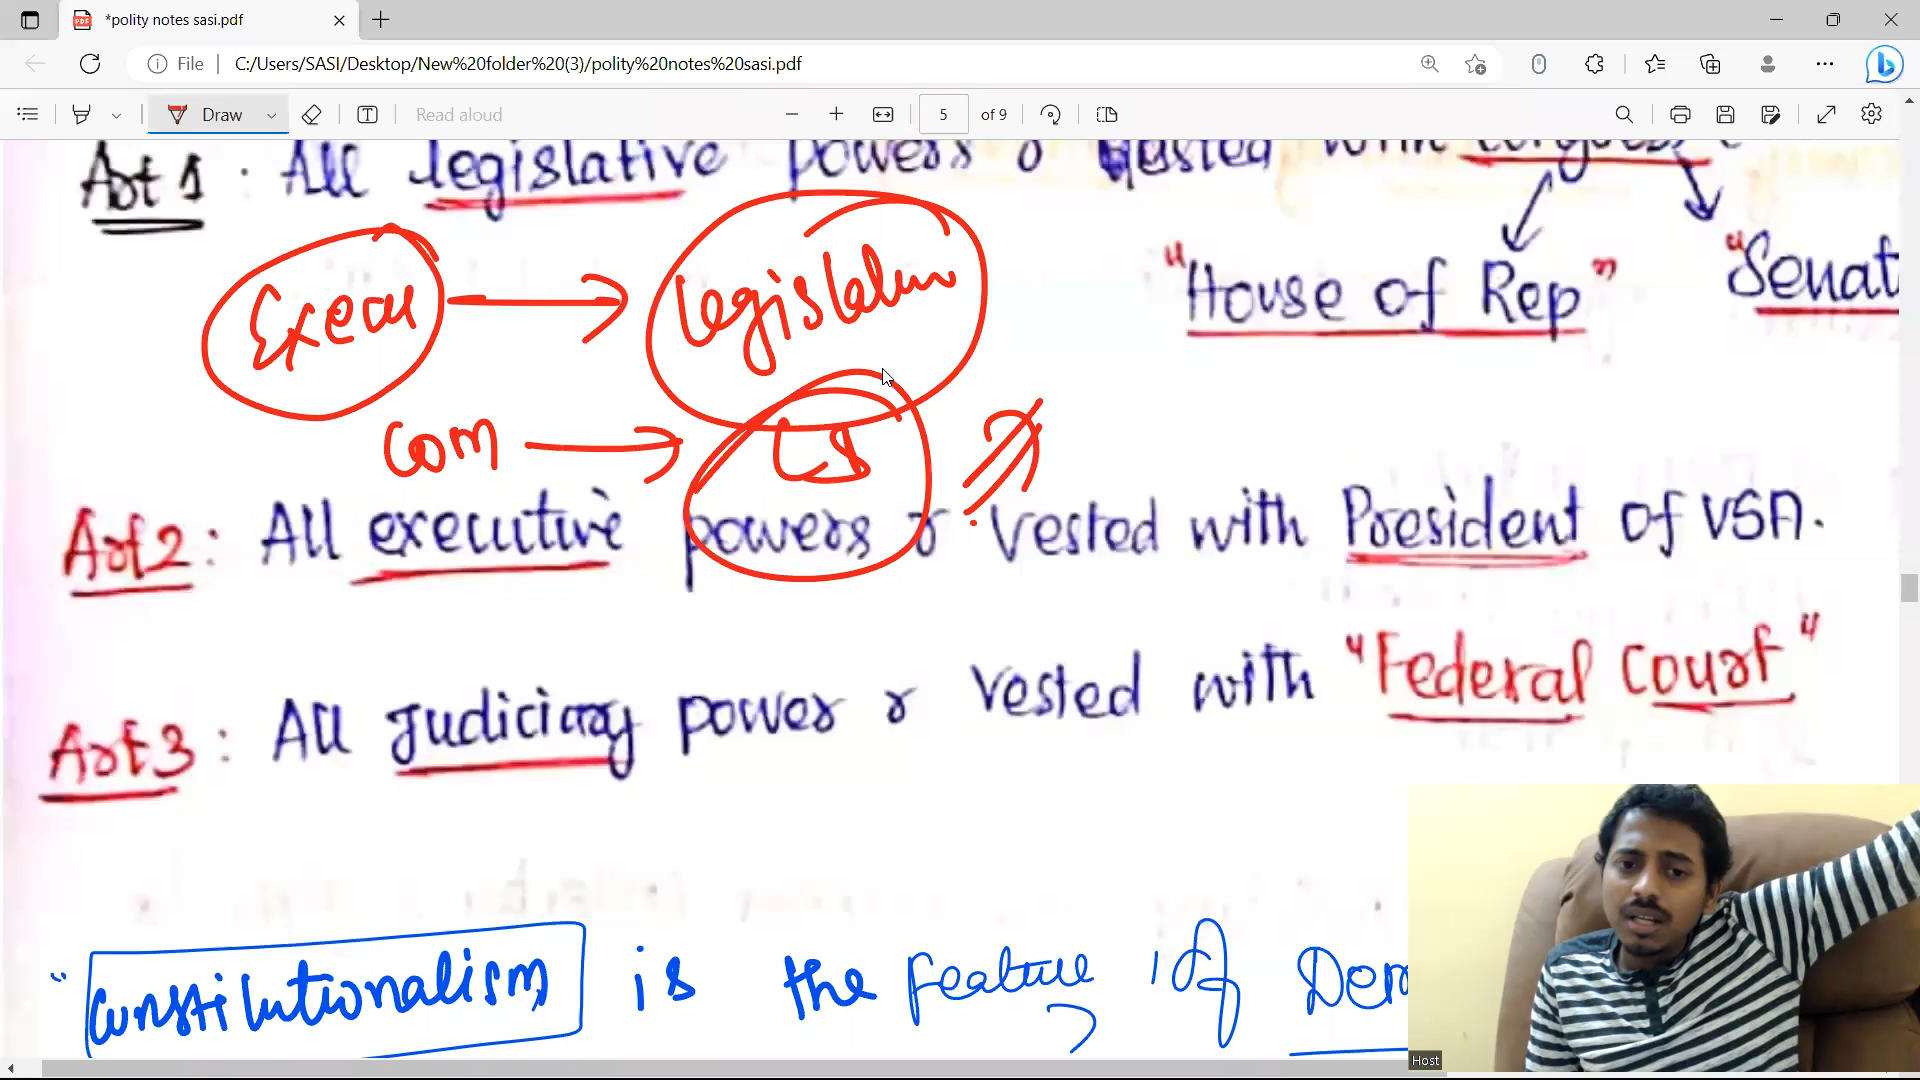 *polity notes sasi.pdf
File
C:/Users/SASI/Desktop/New%20folder%20(3)/polity%20notes%20sasi.pdf
Draw
Read aloud
5 of 9
Art 1 : All legislative powers r vested with
Execu → legislature
"House of Rep" "Senat
Com → LS ?
Art2: All executive powers r vested with President of USA.
Art3: All Judiciary power r vested with "Federal Court"
"Constitutionalism is the feature of Dem
Host